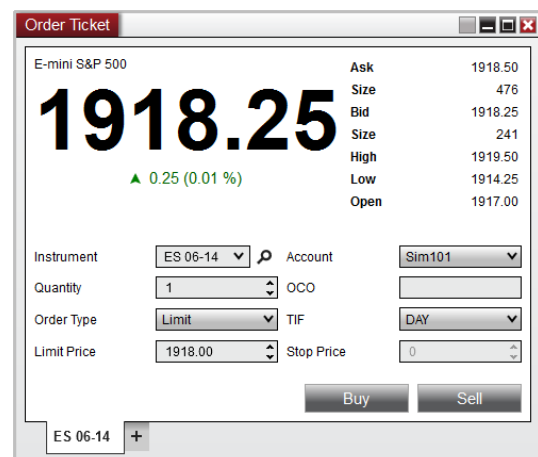 Order Ticket
E-mini S&P 500
1918.25
▲ 0.25 (0.01 %)
Ask 1918.50
Size 476
Bid 1918.25
Size 241
High 1919.50
Low 1914.25
Open 1917.00
Instrument ES 06-14 Account Sim101
Quantity 1 OCO
Order Type Limit TIF DAY
Limit Price 1918.00 Stop Price 0
Buy Sell
ES 06-14 +